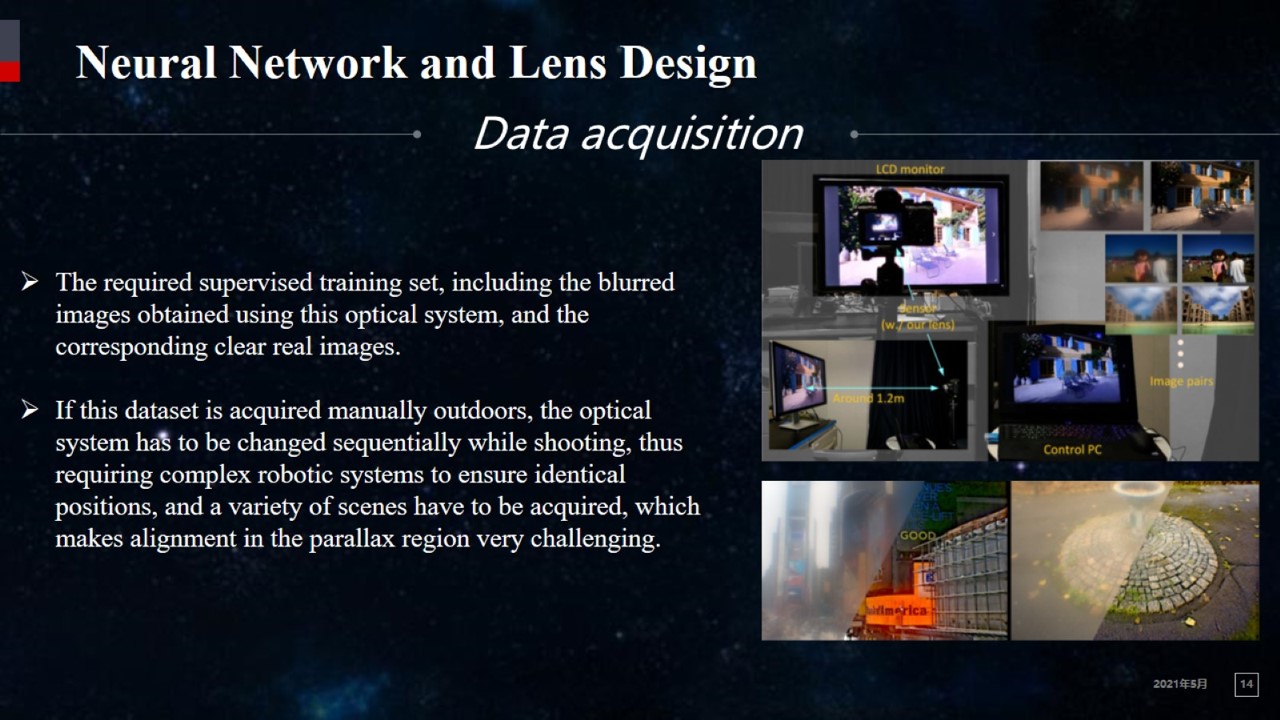 Neural Network and Lens Design
Data acquisition
➢ The required supervised training set, including the blurred
images obtained using this optical system, and the
corresponding clear real images.
➢ If this dataset is acquired manually outdoors, the optical
system has to be changed sequentially while shooting, thus
requiring complex robotic systems to ensure identical
positions, and a variety of scenes have to be acquired, which
makes alignment in the parallax region very challenging.
LCD monitor
Sensor
(w./ our lens)
Around 1.2m
Image pairs
Control PC
GOOD
2021年5月
14